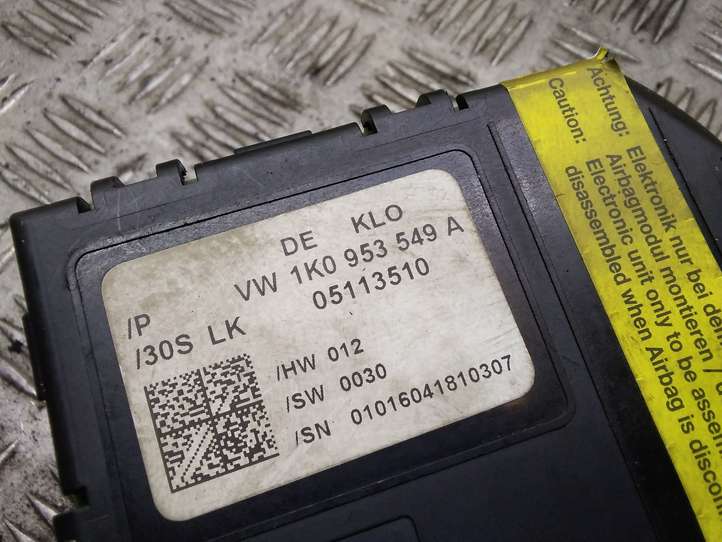 DE KLO
/P VW 1K0 953 549 A
/30S LK 05113510
/HW 012
/SW 0030
/SN 01016041810307
Achtung: Elektronik nur bei dem
Airbagmodul montieren /
Caution: Electronic unit only to be assem
disassembled when Airbag is discon